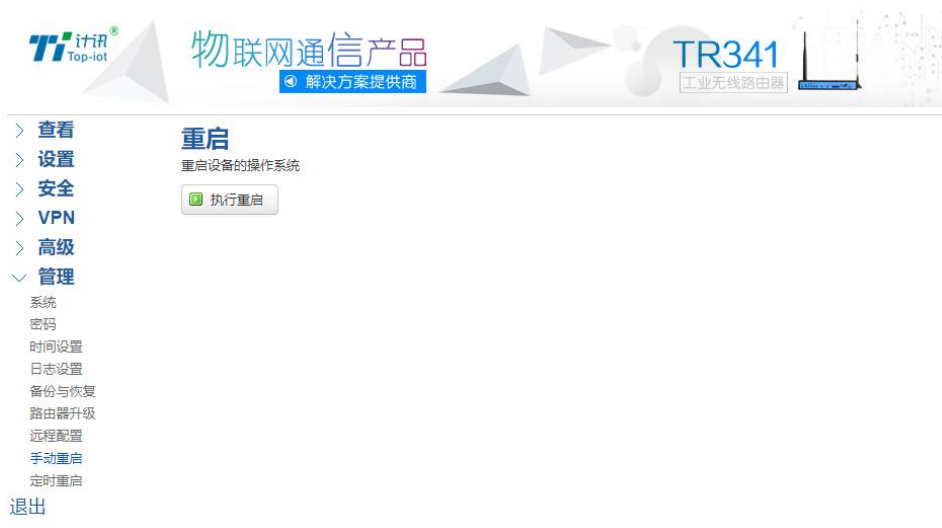 计讯®
Top-iot
物联网通信产品
解决方案提供商
TR341
工业无线路由器
查看
设置
安全
VPN
高级
管理
系统
密码
时间设置
日志设置
备份与恢复
路由器升级
远程配置
手动重启
定时重启
退出
重启
重启设备的操作系统
执行重启